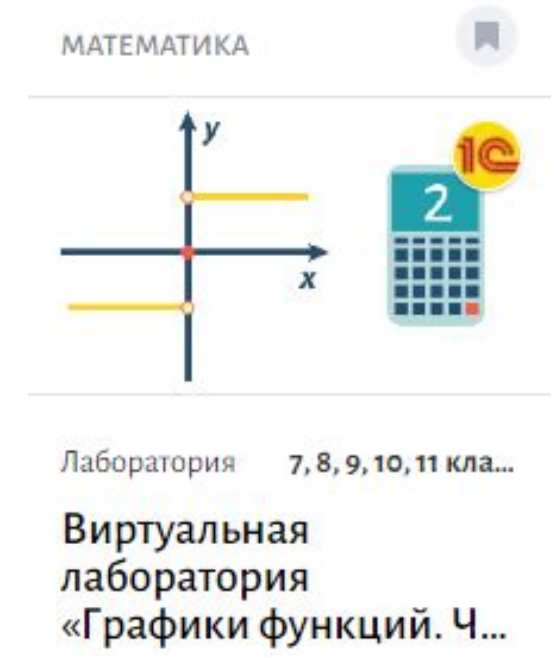 МАТЕМАТИКА
y
1С
2
x
Лаборатория 7, 8, 9, 10, 11 кла...
Виртуальная
лаборатория
«Графики функций. Ч...